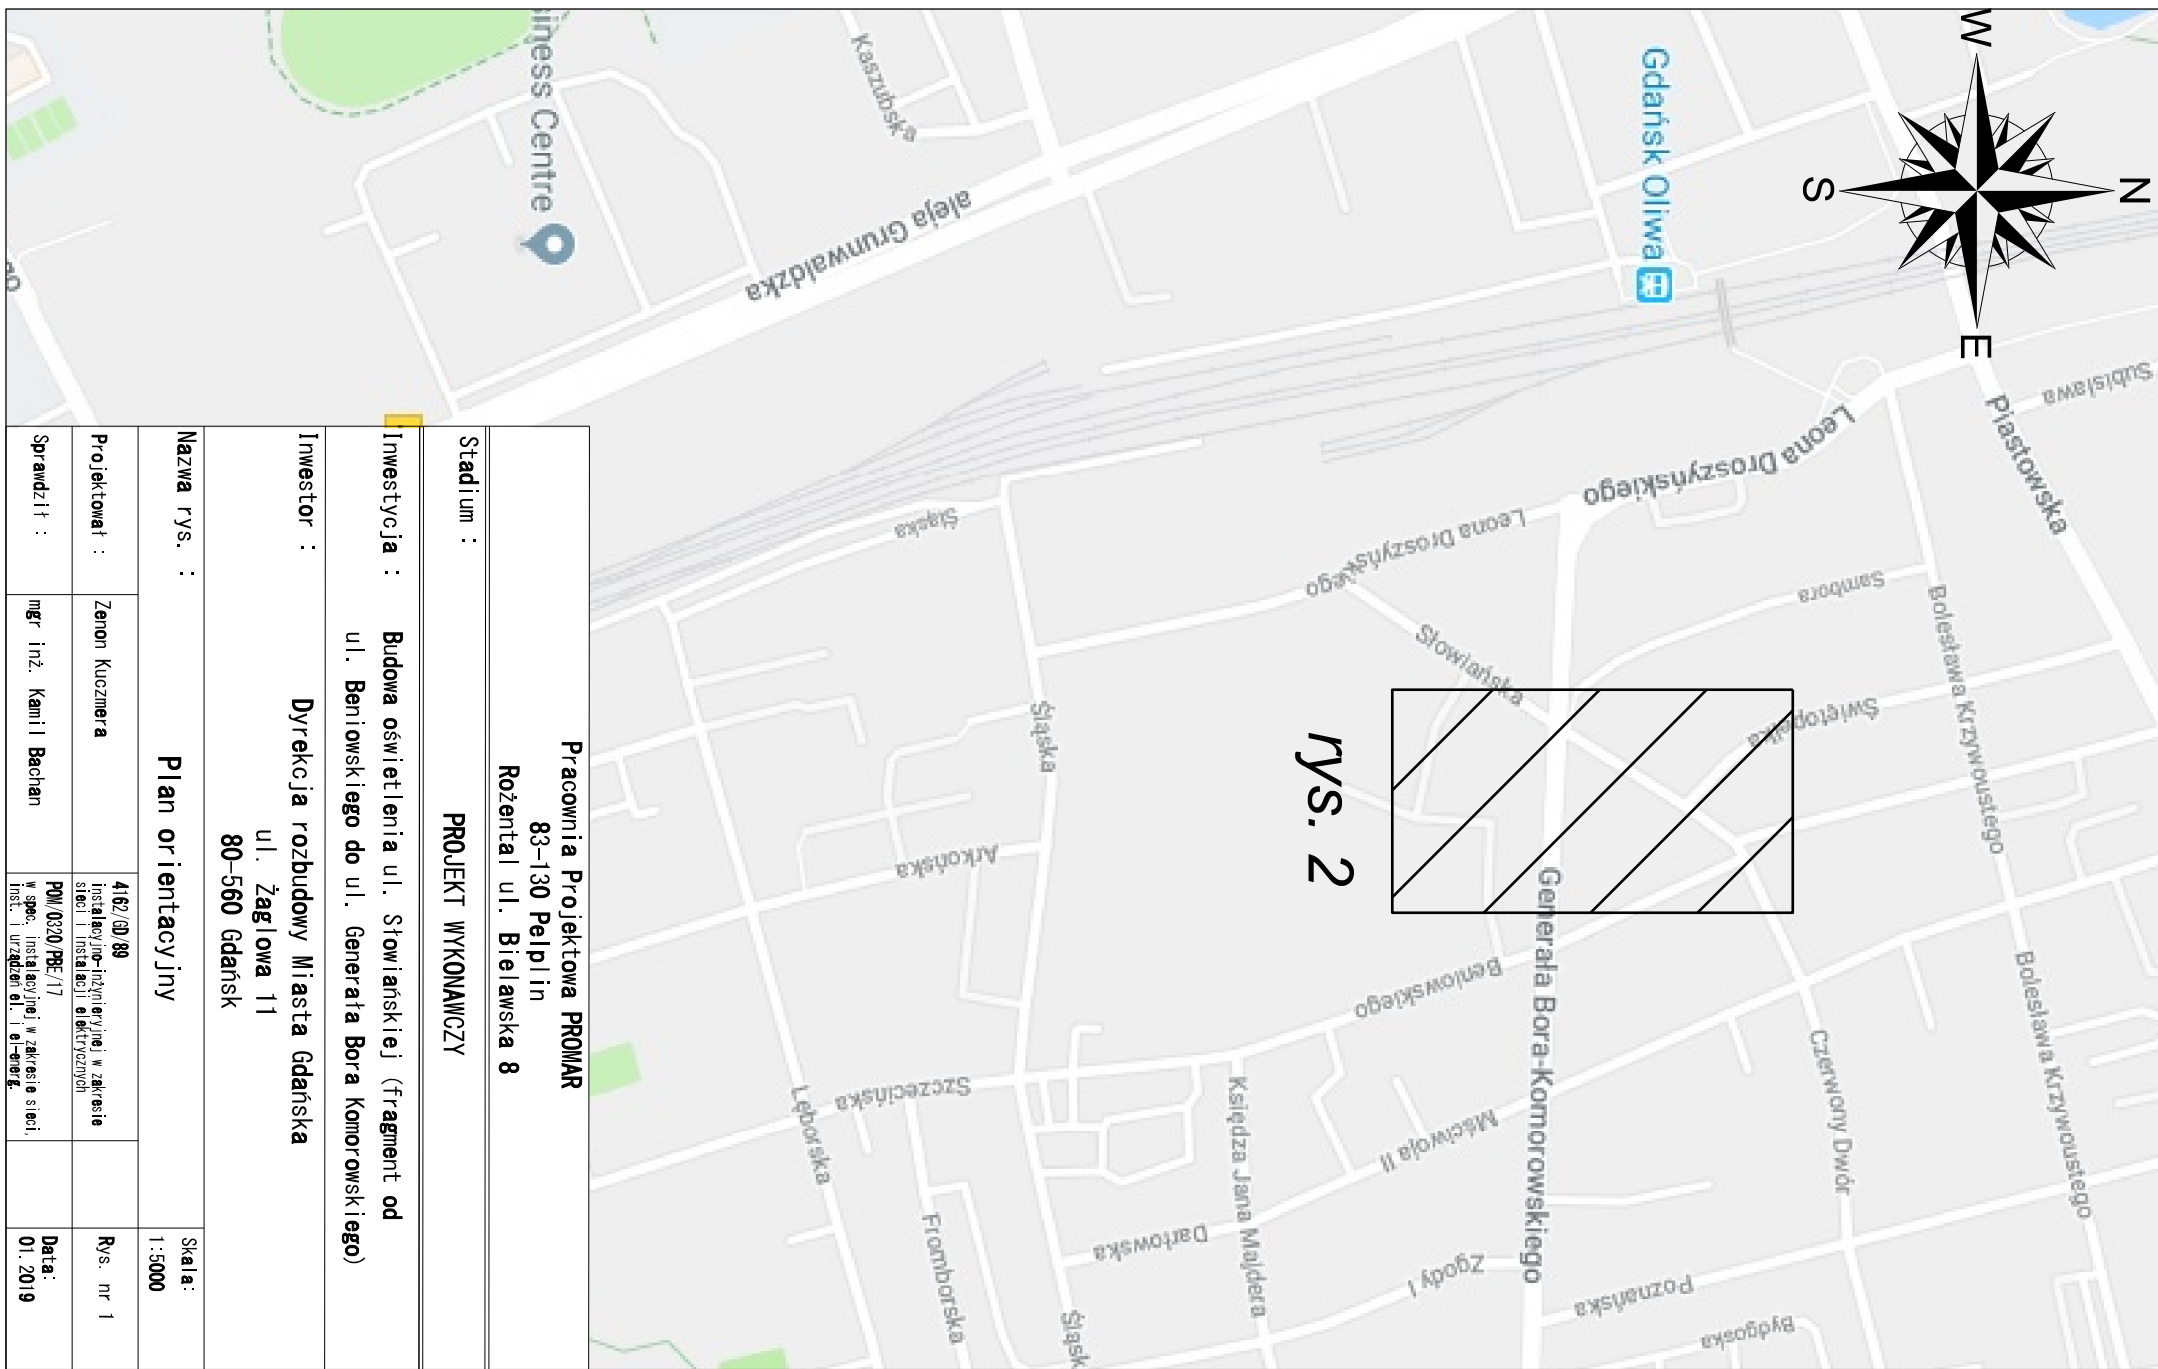 W
N
S
E
Gdańsk Oliwa
iness Centre
Kaszubska
aleja Grunwaldzka
Subisława
Piastowska
Leona Droszyńskiego
Leona Droszyńskiego
Śląska
Sambora
Słowiańska
Świętopełka
Bolesława Krzywoustego
Śląska
Arkońska
rys. 2
Generała Bora-Komorowskiego
Beniowskiego
Bolesława Krzywoustego
Czerwony Dwór
Szczecińska
Lęborska
Księdza Jana Majdera
Mściwoja II
Fromborska
Dartowska
Zgody I
Poznańska
Bydgoska
Śląsk
go
Pracownia Projektowa PROMAR
83-130 Pelplin
Rożental ul. Bielawska 8
Stadium :
PROJEKT WYKONAWCZY
Inwestycja :
Budowa oświetlenia ul. Słowiańskiej (fragment od
ul. Beniowskiego do ul. Generała Bora Komorowskiego)
Inwestor :
Dyrekcja rozbudowy Miasta Gdańska
ul. Żaglowa 11
80-560 Gdańsk
Nazwa rys. :
Plan orientacyjny
Skala:
1:5000
Projektował :
Zenon Kuczmera
4162/GD/89
instalacyjno-inżynieryjnej w zakresie
sieci i instalacji elektrycznych
Rys. nr 1
Sprawdził :
mgr inż. Kamil Bachan
POM/0320/PBE/17
w spec. instalacyjnej w zakresie sieci,
inst. i urządzeń el. i el-energ.
Data:
01.2019